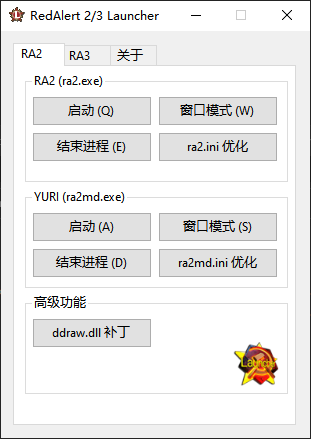 RedAlert 2/3 Launcher
RA2 RA3 关于
RA2 (ra2.exe)
启动 (Q) 窗口模式 (W)
结束进程 (E) ra2.ini 优化
YURI (ra2md.exe)
启动 (A) 窗口模式 (S)
结束进程 (D) ra2md.ini 优化
高级功能
ddraw.dll 补丁